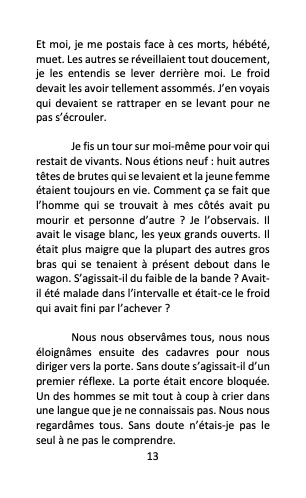 Et moi, je me postais face à ces morts, hébété,
muet. Les autres se réveillaient tout doucement,
je les entendis se lever derrière moi. Le froid
devait les avoir tellement assommés. J'en voyais
qui devaient se rattraper en se levant pour ne
pas s'écrouler.
Je fis un tour sur moi-même pour voir qui
restait de vivants. Nous étions neuf : huit autres
têtes de brutes qui se levaient et la jeune femme
étaient toujours en vie. Comment ça se fait que
l'homme qui se trouvait à mes côtés avait pu
mourir et personne d'autre ? Je l'observais. Il
avait le visage blanc, les yeux grands ouverts. Il
était plus maigre que la plupart des autres gros
bras qui se tenaient à présent debout dans le
wagon. S'agissait-il du faible de la bande ? Avait-
il été malade dans l'intervalle et était-ce le froid
qui avait fini par l'achever ?
Nous nous observâmes tous, nous nous
éloignâmes ensuite des cadavres pour nous
diriger vers la porte. Sans doute s'agissait-il d'un
premier réflexe. La porte était encore bloquée.
Un des hommes se mit tout à coup à crier dans
une langue que je ne connaissais pas. Nous nous
regardâmes tous. Sans doute n'étais-je pas le
seul à ne pas le comprendre.
13